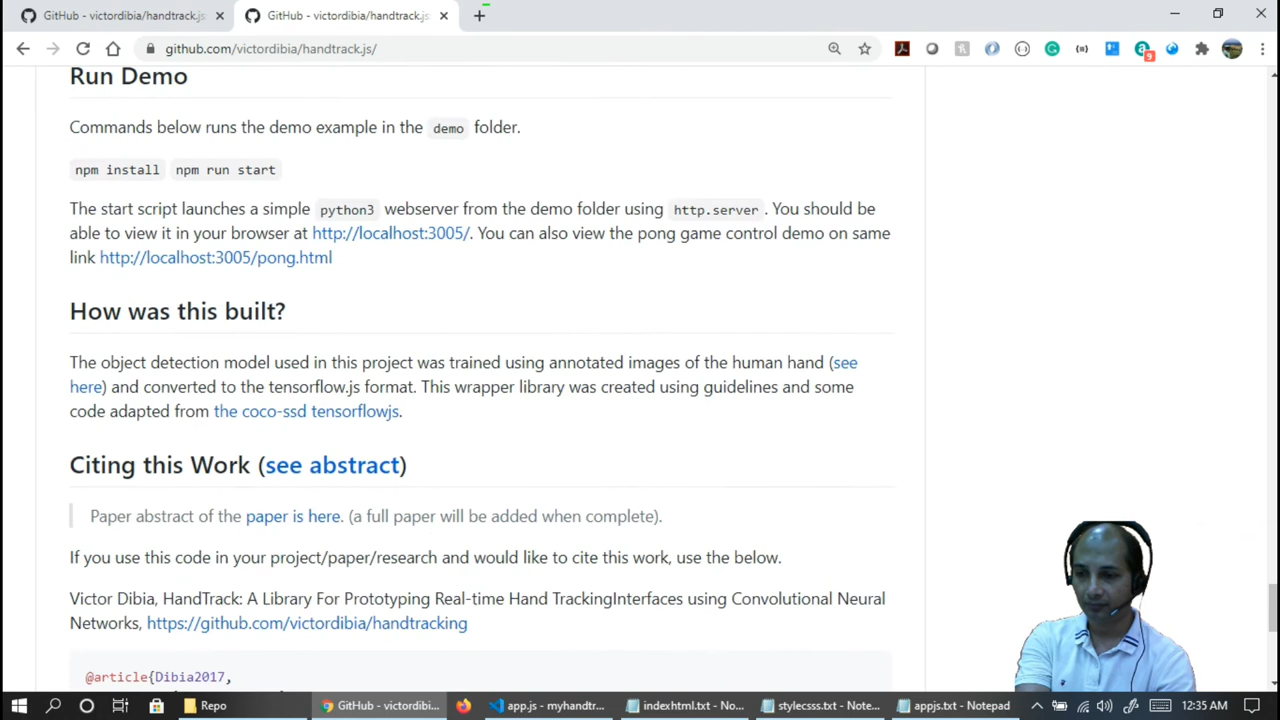 GitHub - victordibia/handtrack.js:
GitHub - victordibia/handtrack.js:
github.com/victordibia/handtrack.js/
9
Run Demo
Commands below runs the demo example in the demo folder.
npm install npm run start
The start script launches a simple python3 webserver from the demo folder using http.server . You should be
able to view it in your browser at http://localhost:3005/. You can also view the pong game control demo on same
link http://localhost:3005/pong.html
How was this built?
The object detection model used in this project was trained using annotated images of the human hand (see
here) and converted to the tensorflow.js format. This wrapper library was created using guidelines and some
code adapted from the coco-ssd tensorflowjs.
Citing this Work (see abstract)
Paper abstract of the paper is here. (a full paper will be added when complete).
If you use this code in your project/paper/research and would like to cite this work, use the below.
Victor Dibia, HandTrack: A Library For Prototyping Real-time Hand TrackingInterfaces using Convolutional Neural
Networks, https://github.com/victordibia/handtracking
@article{Dibia2017,
Repo
GitHub - victordibi...
app.js - myhandtr...
indexhtml.txt - No...
stylecsss.txt - Note...
appjs.txt - Notepad
12:35 AM